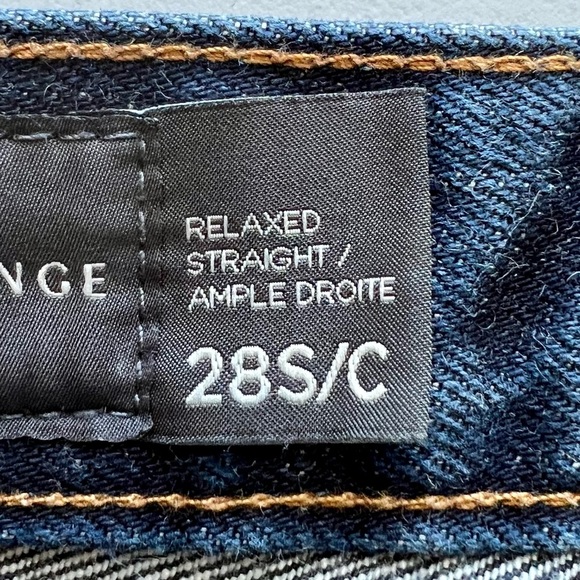 NGE
RELAXED
STRAIGHT /
AMPLE DROITE
28S/C